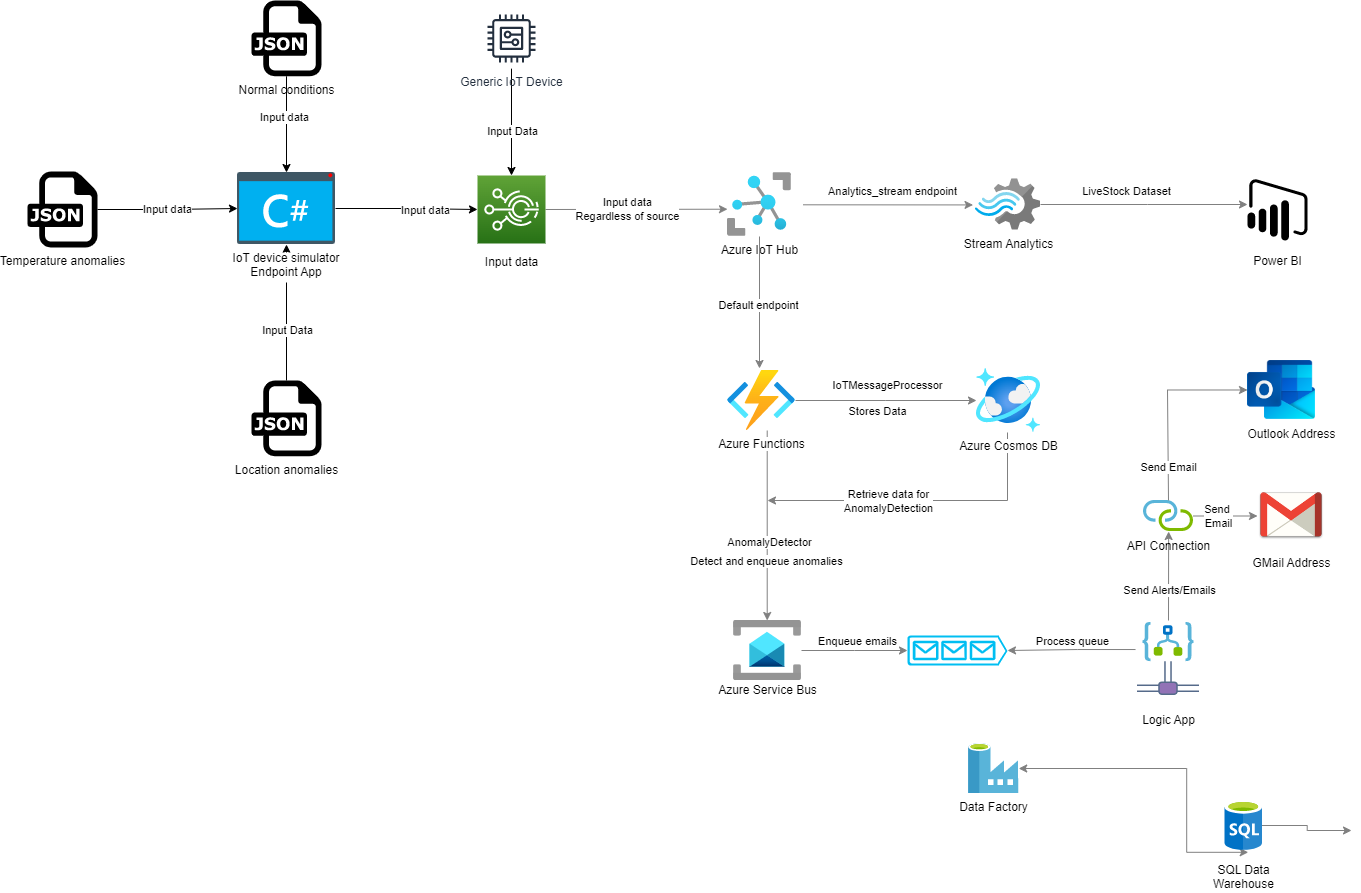 JSON
Normal conditions
Input data
Generic IoT Device
Input Data
JSON
Temperature anomalies
Input data
C#
IoT device simulator
Endpoint App
Input data
Input data
Input data
Regardless of source
Azure IoT Hub
Analytics_stream endpoint
Stream Analytics
LiveStock Dataset
Power BI
Input Data
JSON
Location anomalies
Default endpoint
Azure Functions
IoTMessageProcessor
Stores Data
Azure Cosmos DB
Retrieve data for
AnomalyDetection
AnomalyDetector
Detect and enqueue anomalies
O
Outlook Address
Send Email
API Connection
Send
Email
GMail Address
Send Alerts/Emails
Azure Service Bus
Enqueue emails
Process queue
Logic App
Data Factory
SQL
SQL Data
Warehouse